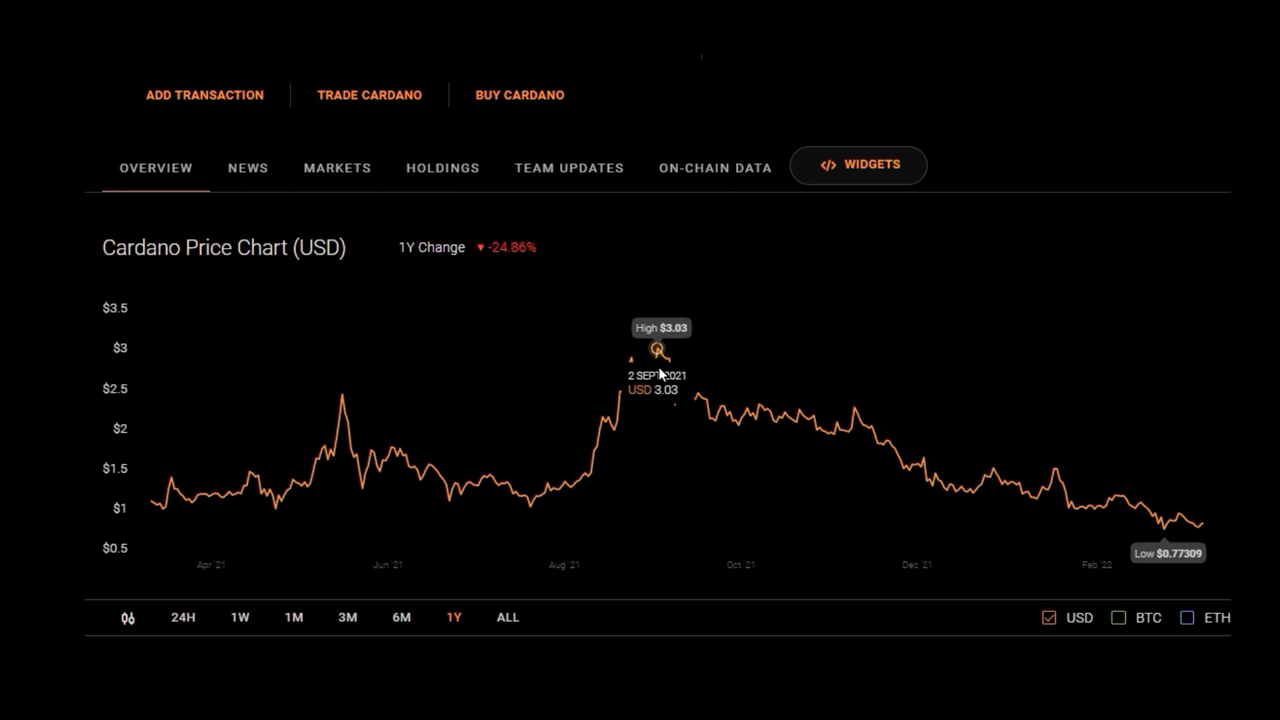 ADD TRANSACTION TRADE CARDANO BUY CARDANO
OVERVIEW NEWS MARKETS HOLDINGS TEAM UPDATES ON-CHAIN DATA </> WIDGETS
Cardano Price Chart (USD) 1Y Change ▼ -24.86%
$3.5
High $3.03
$3
2 SEPT 2021
$2.5
USD 3.03
$2
$1.5
$1
$0.5
Low $0.77309
Apr '21 Jun '21 Aug '21 Oct '21 Dec '21 Feb '22
24H 1W 1M 3M 6M 1Y ALL USD BTC ETH